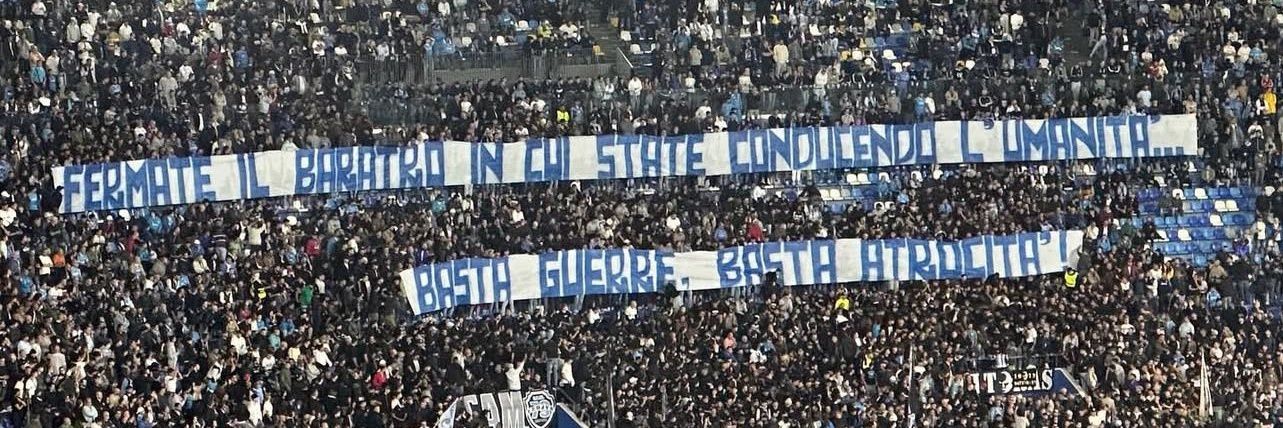 FERMATE IL BARATRO IN CUI STATE CONDUCENDO L'UMANITA'...
BASTA GUERRE, BASTA ATROCITA'!